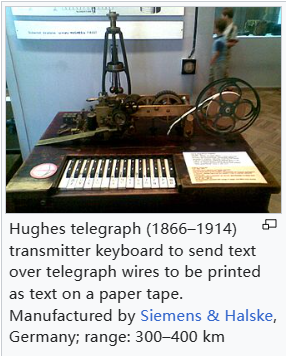 Hughes telegraph (1866–1914)
transmitter keyboard to send text
over telegraph wires to be printed
as text on a paper tape.
Manufactured by Siemens & Halske,
Germany; range: 300–400 km